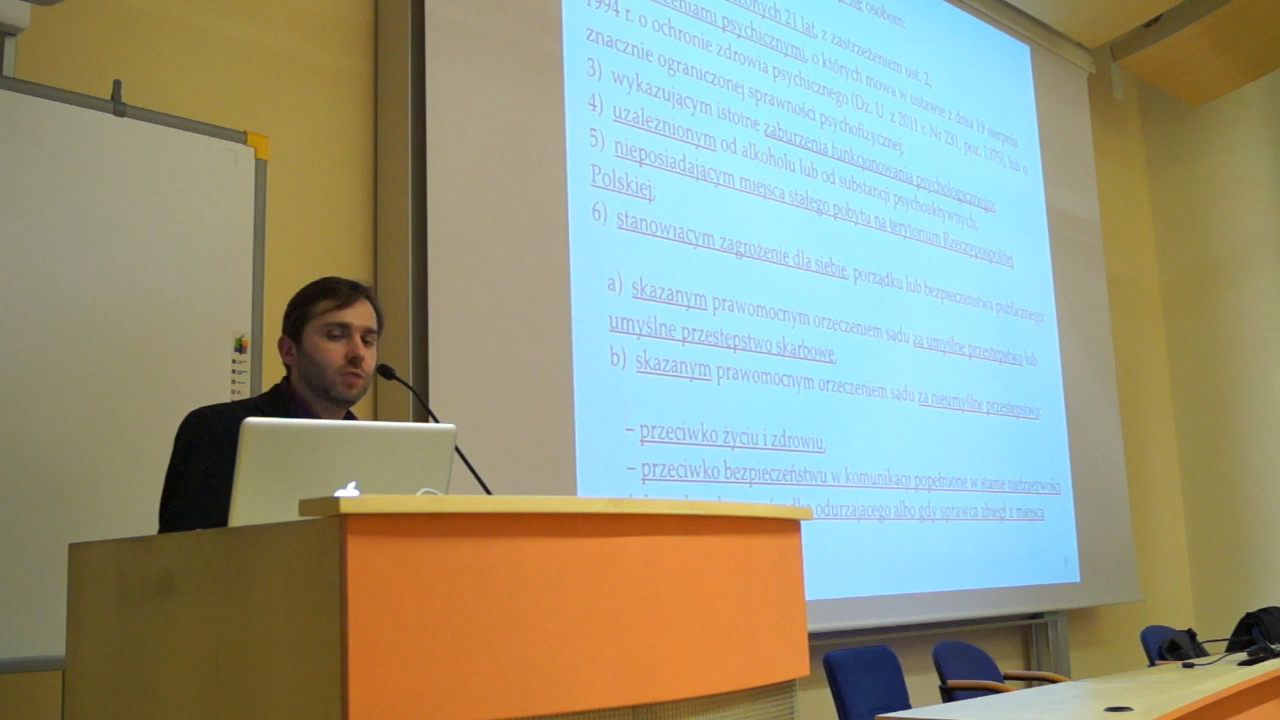 ych 21 lat, z zastrzeżeniem ust. 2;
psychicznymi, o których mowa w ustawie z dnia 19 sierpnia
1994 r. o ochronie zdrowia psychicznego (Dz. U z 2011 r. Nr 231, poz. 1375), lub o
znacznie ograniczonej sprawności psychofizycznej;
3) wykazującym istotne zaburzenia funkcjonowania psychologicznego;
4) uzależnionym od alkoholu lub od substancji psychoaktywnych;
5) nieposiadającym miejsca stałego pobytu na terytorium Rzeczypospolitej
Polskiej;
6) stanowiącym zagrożenie dla siebie, porządku lub bezpieczeństwa publicznego:
a) skazanym prawomocnym orzeczeniem sądu za umyślne przestępstwo lub
umyślne przestępstwo skarbowe,
b) skazanym prawomocnym orzeczeniem sądu za nieumyślne przestępstwo:
– przeciwko życiu i zdrowiu,
– przeciwko bezpieczeństwu w komunikacji popełnione w stanie nietrzeźwości
odurzającego albo gdy sprawca zbiegł z miejsca